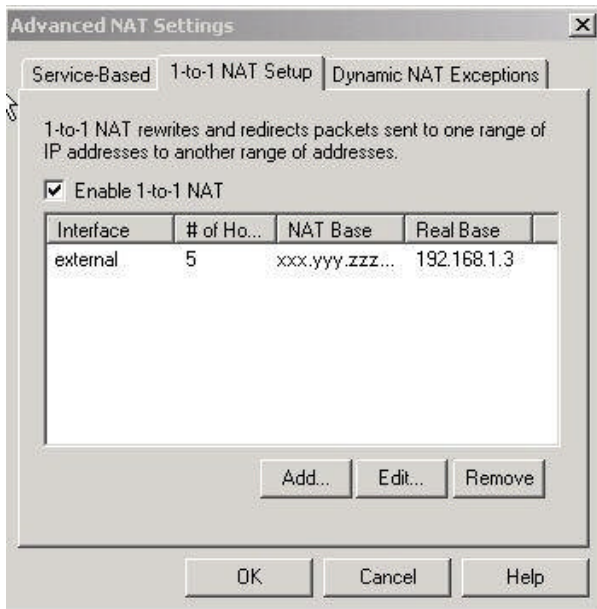 Advanced NAT Settings
Service-Based 1-to-1 NAT Setup Dynamic NAT Exceptions
1-to-1 NAT rewrites and redirects packets sent to one range of
IP addresses to another range of addresses.
Enable 1-to-1 NAT
Interface # of Ho... NAT Base Real Base
external 5 xxx.yyy.zzz... 192.168.1.3
Add... Edit... Remove
OK Cancel Help